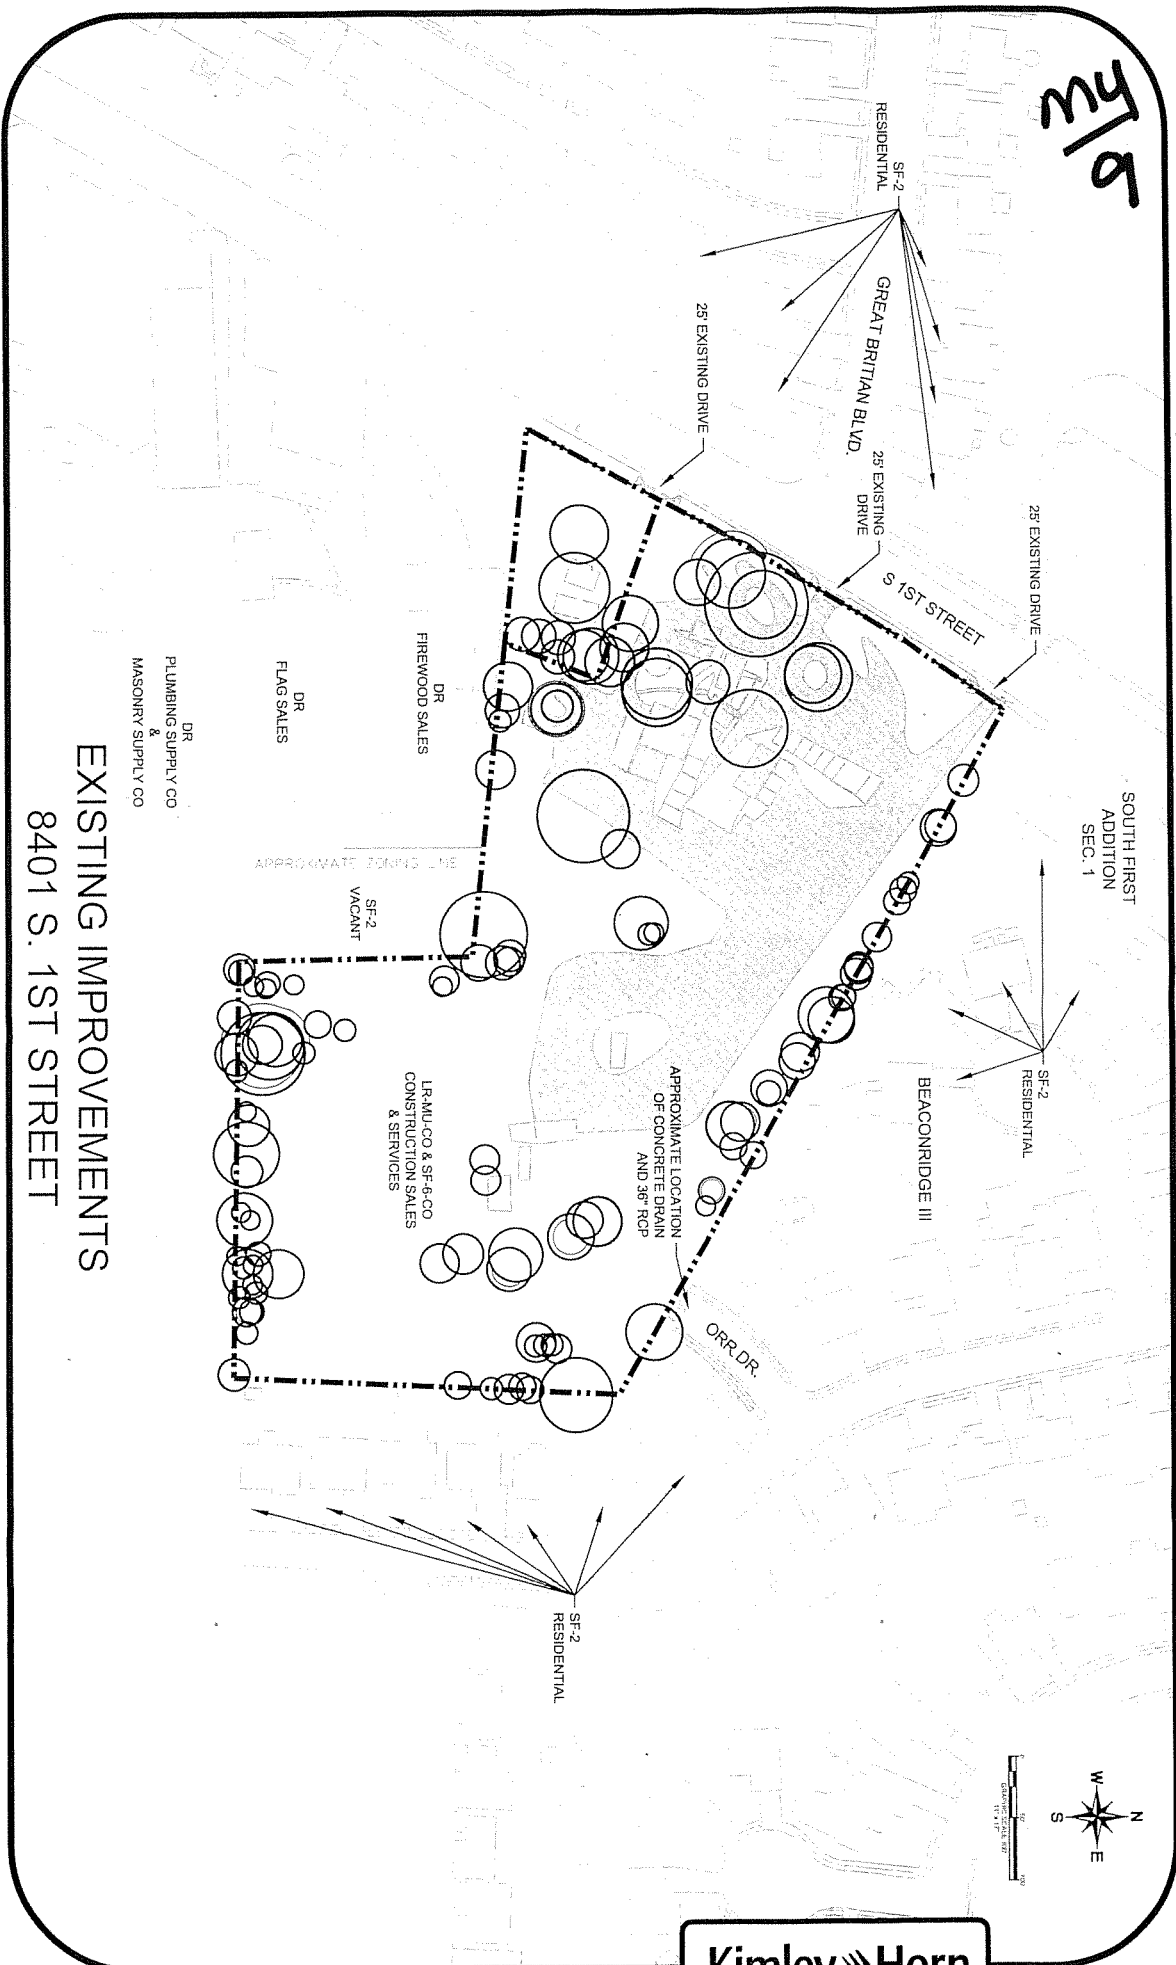 SF-2
RESIDENTIAL
GREAT BRITIAN BLVD.
25' EXISTING DRIVE
25' EXISTING
DRIVE
25' EXISTING DRIVE
S 1ST STREET
SOUTH FIRST
ADDITION
SEC. 1
SF-2
RESIDENTIAL
BEACONRIDGE III
APPROXIMATE LOCATION
OF CONCRETE DRAIN
AND 36" RCP
ORR DR.
DR
FIREWOOD SALES
DR
FLAG SALES
DR
PLUMBING SUPPLY CO
&
MASONRY SUPPLY CO
APPROXIMATE ZONING LINE
SF-2
VACANT
LR-MU-CO & SF-6-CO
CONSTRUCTION SALES
& SERVICES
SF-2
RESIDENTIAL
N
W
E
S
EXISTING IMPROVEMENTS
8401 S. 1ST STREET
Kimley Horn